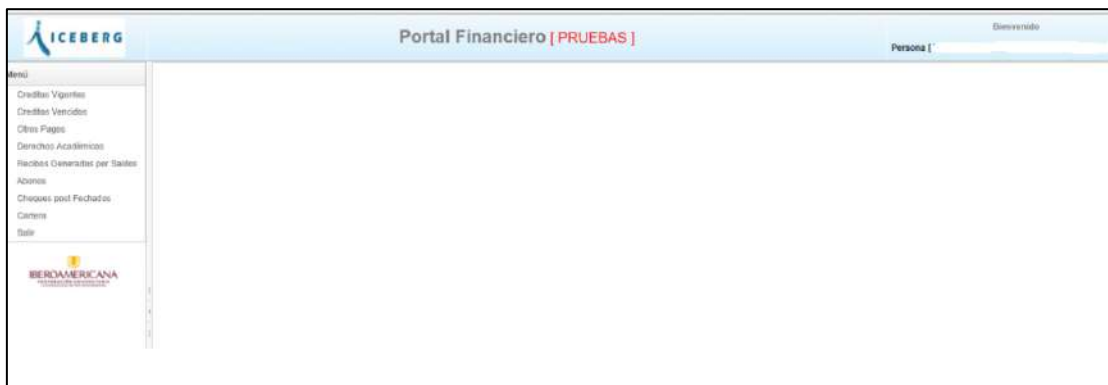 ICEBERG
Portal Financiero [ PRUEBAS ]
Bienvenido
Persona [
Menú
Creditos Vigentes
Creditos Vencidos
Otros Pagos
Derechos Académicos
Recibos Generados por Saldos
Abonos
Cheques post Fechados
Cartera
Salir
IBEROAMERICANA